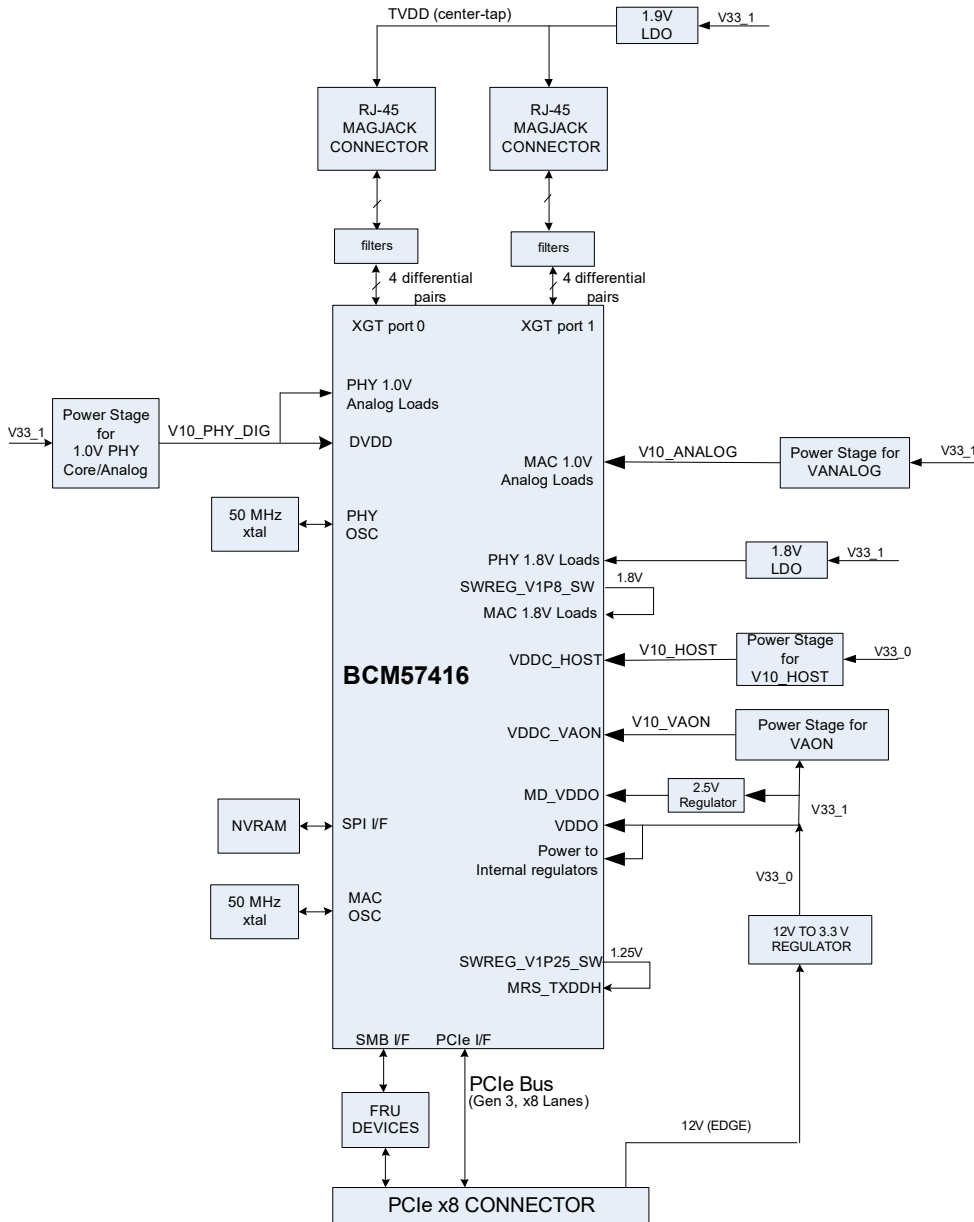 TVDD (center-tap)
1.9V
LDO
V33_1
RJ-45
MAGJACK
CONNECTOR
RJ-45
MAGJACK
CONNECTOR
filters
filters
4 differential
pairs
4 differential
pairs
XGT port 0
XGT port 1
PHY 1.0V
Analog Loads
V33_1
Power Stage
for
1.0V PHY
Core/Analog
V10_PHY_DIG
DVDD
MAC 1.0V
Analog Loads
V10_ANALOG
Power Stage for
VANALOG
V33_1
50 MHz
xtal
PHY
OSC
PHY 1.8V Loads
1.8V
LDO
V33_1
SWREG_V1P8_SW
1.8V
MAC 1.8V Loads
VDDC_HOST
V10_HOST
Power Stage
for
V10_HOST
V33_0
BCM57416
VDDC_VAON
V10_VAON
Power Stage for
VAON
MD_VDDO
2.5V
Regulator
V33_1
NVRAM
SPI I/F
VDDO
Power to
Internal regulators
V33_0
50 MHz
xtal
MAC
OSC
12V TO 3.3 V
REGULATOR
SWREG_V1P25_SW
1.25V
MRS_TXDDH
SMB I/F
PCIe I/F
PCIe Bus
(Gen 3, x8 Lanes)
FRU
DEVICES
12V (EDGE)
PCIe x8 CONNECTOR